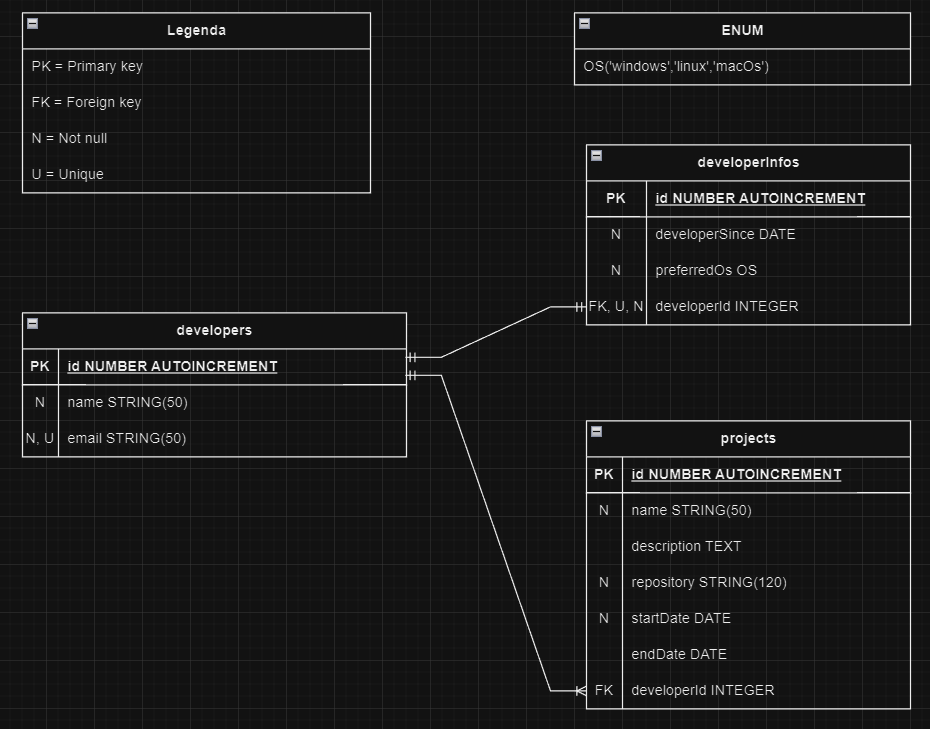 Legenda
PK = Primary key
FK = Foreign key
N = Not null
U = Unique
ENUM
OS('windows','linux','macOs')
developerInfos
PK id NUMBER AUTOINCREMENT
N developerSince DATE
N preferredOs OS
FK, U, N developerId INTEGER
developers
PK id NUMBER AUTOINCREMENT
N name STRING(50)
N, U email STRING(50)
projects
PK id NUMBER AUTOINCREMENT
N name STRING(50)
description TEXT
N repository STRING(120)
N startDate DATE
endDate DATE
FK developerId INTEGER